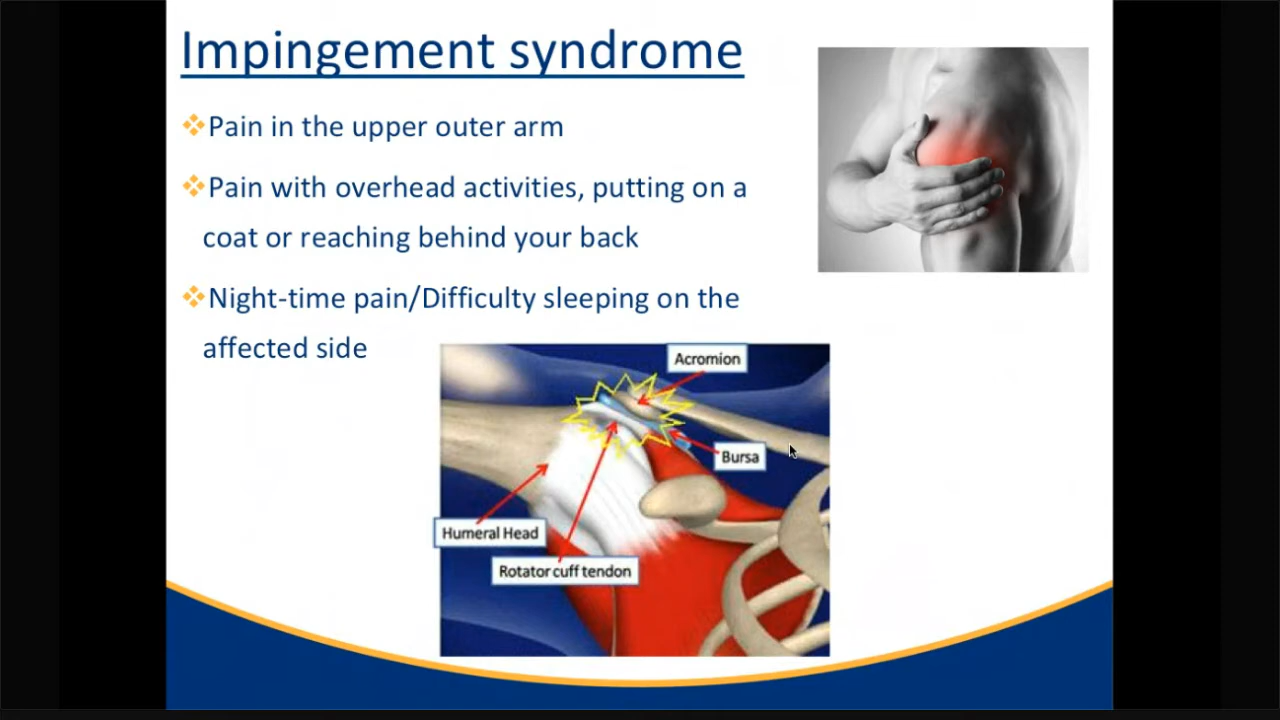 Impingement syndrome
Pain in the upper outer arm
Pain with overhead activities, putting on a
coat or reaching behind your back
Night-time pain/Difficulty sleeping on the
affected side
Acromion
Bursa
Humeral Head
Rotator cuff tendon